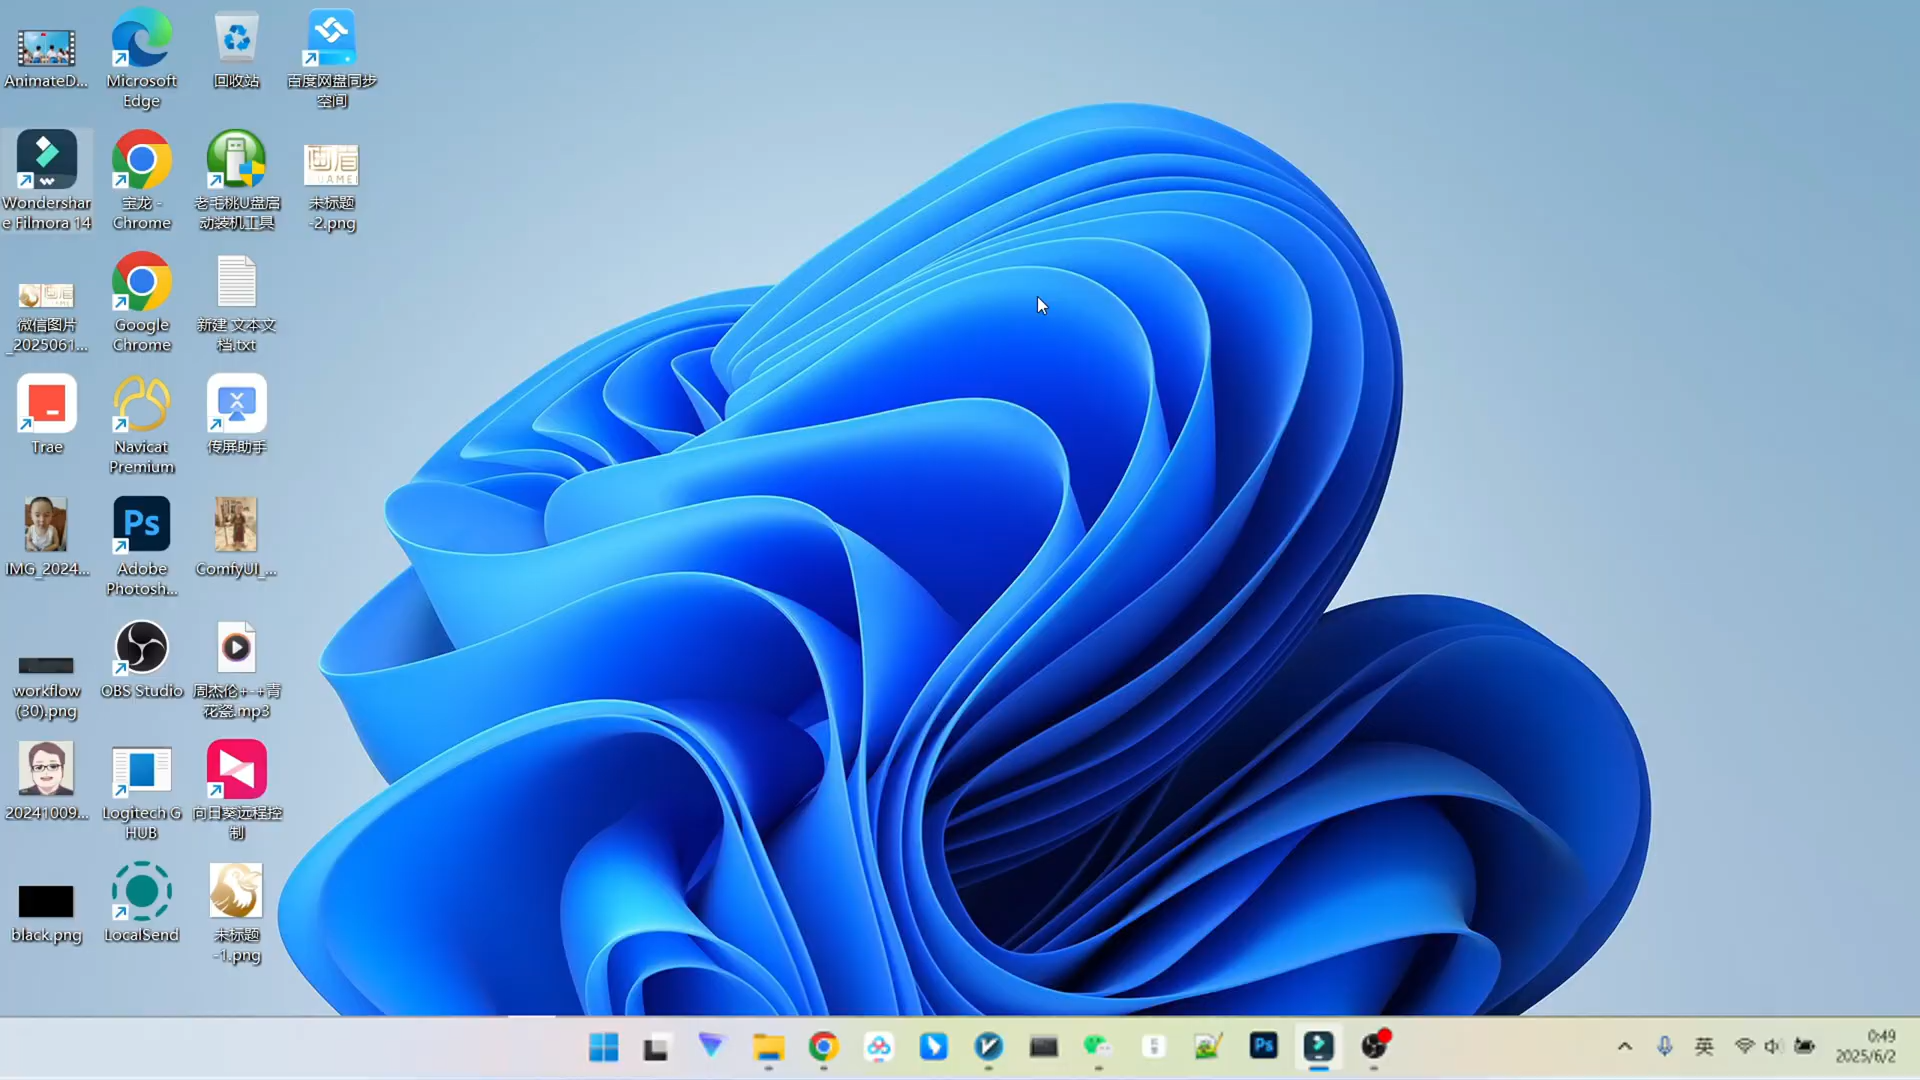 AnimateD...
Microsoft
Edge
回收站
百度网盘同步
空间
Wondershar
e Filmora 14
宝龙 -
Chrome
老毛桃U盘启
动装机工具
画眉
HUAMEI
未标题
-2.png
微信图片
_2025061...
Google
Chrome
新建 文本文
档.txt
Trae
Navicat
Premium
传屏助手
IMG_2024...
Ps
Adobe
Photosh...
ComfyUI_...
workflow
(30).png
OBS Studio
周杰伦+-+青
花瓷.mp3
20241009...
Logitech G
HUB
向日葵远程控
制
black.png
LocalSend
未标题
-1.png
Ps
英
0:49
2025/6/2